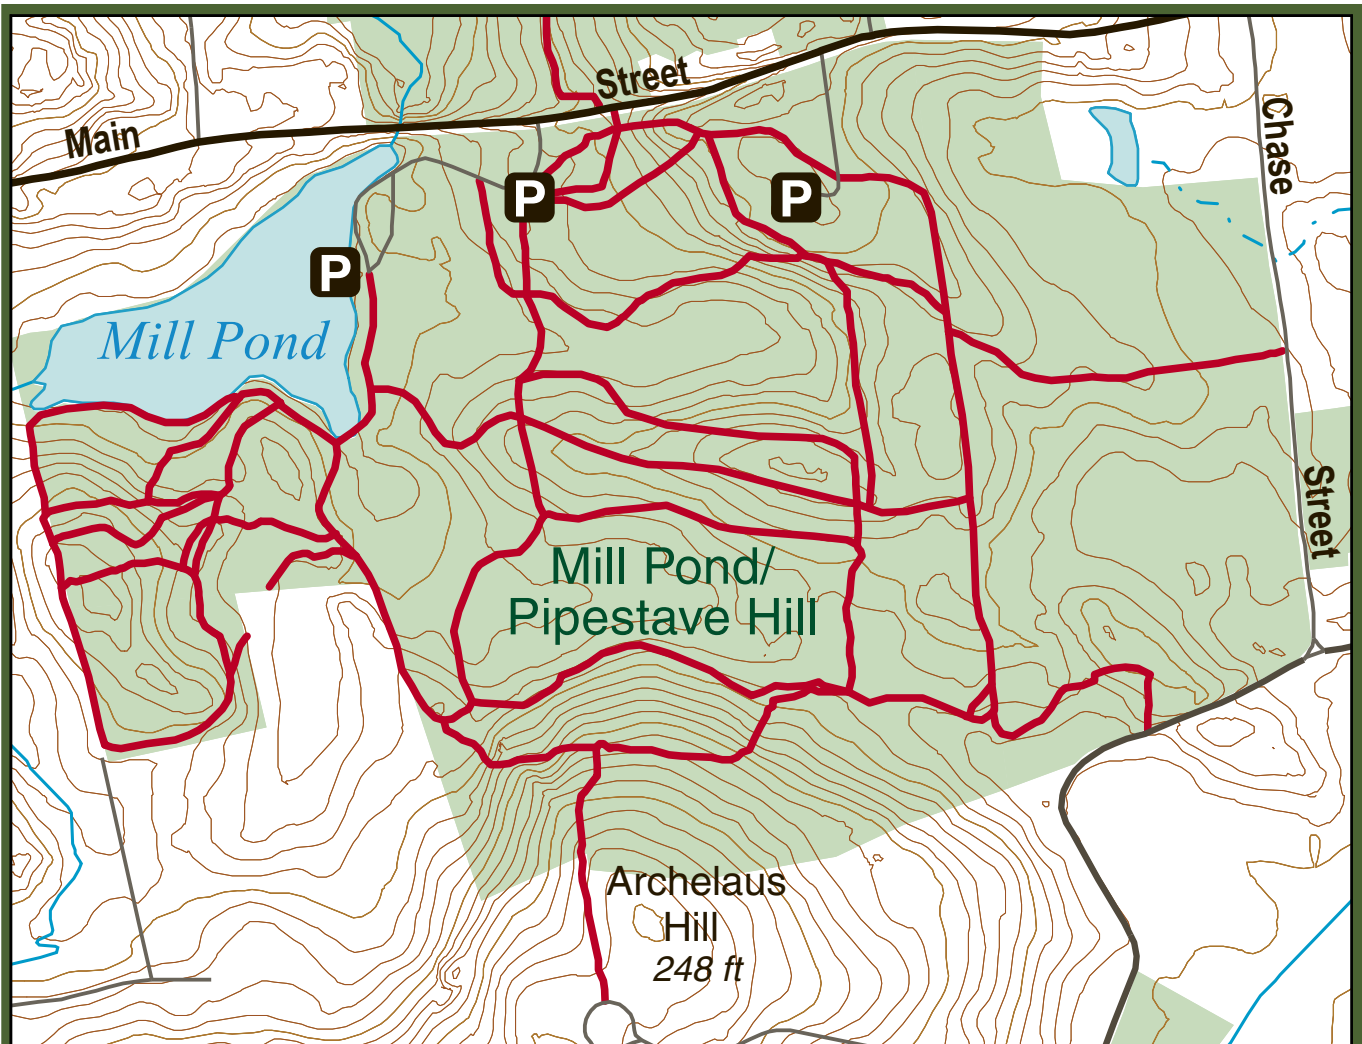 Street
Main
Chase
P
P
P
Mill Pond
Street
Mill Pond/
Pipestave Hill
Archelaus
Hill
248 ft